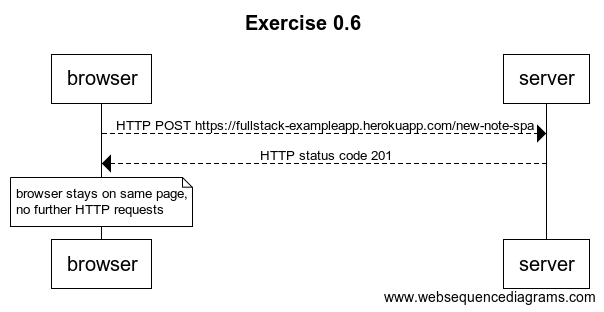 Exercise 0.6
browser
server
HTTP POST https://fullstack-exampleapp.herokuapp.com/new-note-spa
HTTP status code 201
browser stays on same page,
no further HTTP requests
browser
server
www.websequencediagrams.com